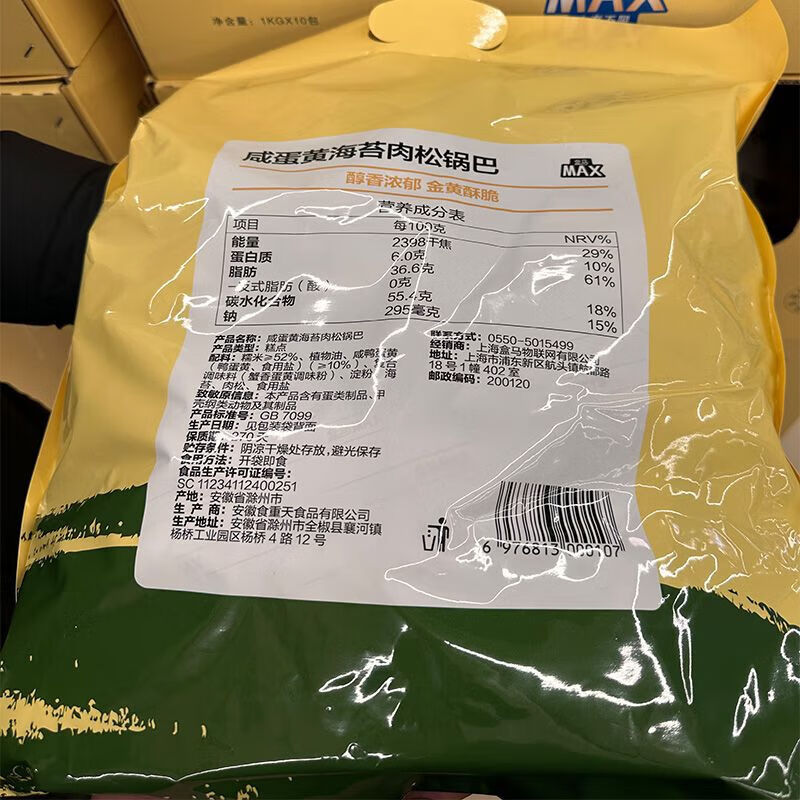 净含量：1KGX10包
MAX
咸蛋黄海苔肉松锅巴
MAX
醇香浓郁 金黄酥脆
营养成分表
项目 每100克 NRV%
能量 2398千焦 29%
蛋白质 6.0克 10%
脂肪 36.6克 61%
-反式脂肪（酸） 0克
碳水化合物 55.4克 18%
钠 295毫克 15%
产品名称：咸蛋黄海苔肉松锅巴
产品类型：糕点
配料：糯米≥52%、植物油、咸鸭蛋黄
（鸭蛋黄、食用盐）（≥10%）、复合
调味料（蟹香蛋黄调味粉）、淀粉、海
苔、肉松、食用盐
致敏原信息：本产品含有蛋类制品、甲
壳纲类动物及其制品
产品标准号：GB 7099
生产日期：见包装袋背面
保质期：270天
贮存条件：阴凉干燥处存放，避光保存
食用方法：开袋即食
食品生产许可证编号：
SC 11234112400251
产地：安徽省滁州市
生产商：安徽食重天食品有限公司
生产地址：安徽省滁州市全椒县襄河镇
杨桥工业园区杨桥4路12号
联系方式：0550-5015499
经销商：上海盒马物联网有限公司
地址：上海市浦东新区航头镇航都路
18号1幢402室
邮政编码：200120
6 976813 000107